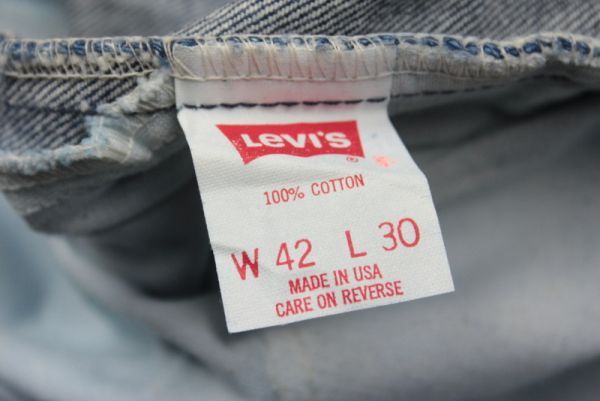 Levi's ®
100% COTTON
W 42 L 30
MADE IN USA
CARE ON REVERSE